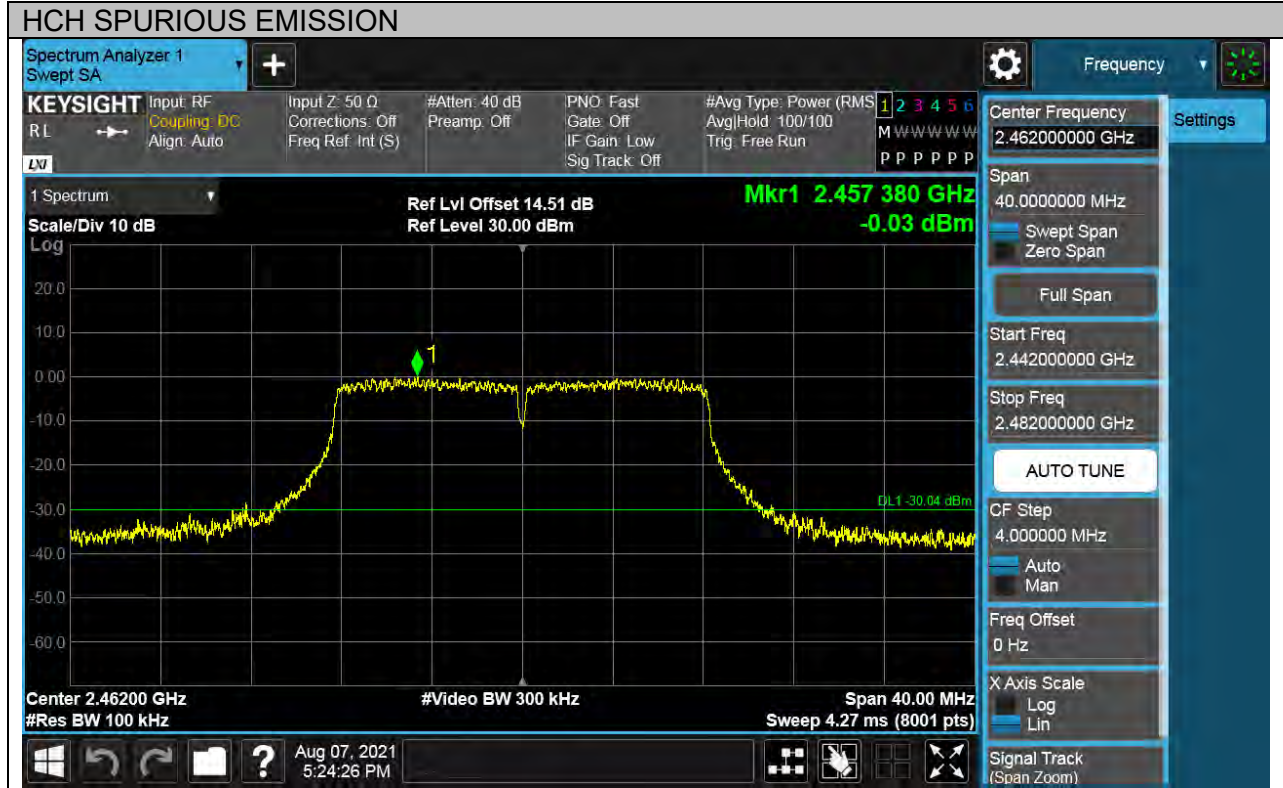 HCH SPURIOUS EMISSION
Spectrum Analyzer 1
Swept SA
+
Frequency
KEYSIGHT
RL
LXI
Input: RF
Coupling: DC
Align: Auto
Input Z: 50 Ω
Corrections: Off
Freq Ref: Int (S)
#Atten: 40 dB
Preamp: Off
PNO: Fast
Gate: Off
IF Gain: Low
Sig Track: Off
#Avg Type: Power (RMS
Avg|Hold: 100/100
Trig: Free Run
1 2 3 4 5 6
M W W W W W
P P P P P P
Center Frequency
2.462000000 GHz
Settings
1 Spectrum
Scale/Div 10 dB
Ref Lvl Offset 14.51 dB
Ref Level 30.00 dBm
Mkr1 2.457 380 GHz
-0.03 dBm
Log
20.0
10.0
0.00
-10.0
-20.0
-30.0
-40.0
-50.0
-60.0
1
DL1 -30.04 dBm
Span
40.0000000 MHz
Swept Span
Zero Span
Full Span
Start Freq
2.442000000 GHz
Stop Freq
2.482000000 GHz
AUTO TUNE
CF Step
4.000000 MHz
Auto
Man
Freq Offset
0 Hz
X Axis Scale
Log
Lin
Signal Track
(Span Zoom)
Center 2.46200 GHz
#Res BW 100 kHz
#Video BW 300 kHz
Span 40.00 MHz
Sweep 4.27 ms (8001 pts)
?
Aug 07, 2021
5:24:26 PM